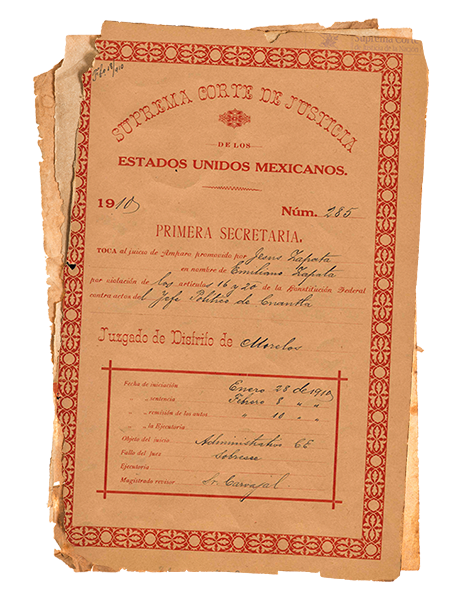 SUPREMA CORTE DE JUSTICIA
DE LOS
ESTADOS UNIDOS MEXICANOS.
1910 Núm. 285
PRIMERA SECRETARIA.
TOCA al juicio de Amparo promovido por Jesus Zapata
en nombre de Emiliano Zapata
por violación de los artículos 16 y 20 de la Constitución Federal
contra actos del Jefe Politico de Cuautla
Juzgado de Distrito de Morelos
Fecha de iniciación Enero 28 de 1910
„ „ sentencia Febrero 8 „ „
„ „ remisión de los autos „ 10 „ „
„ „ la Ejecutoria
Objeto del juicio Administrativo CE
Fallo del Juez Sobresee
Ejecutoria
Magistrado revisor Sr. Carvajal